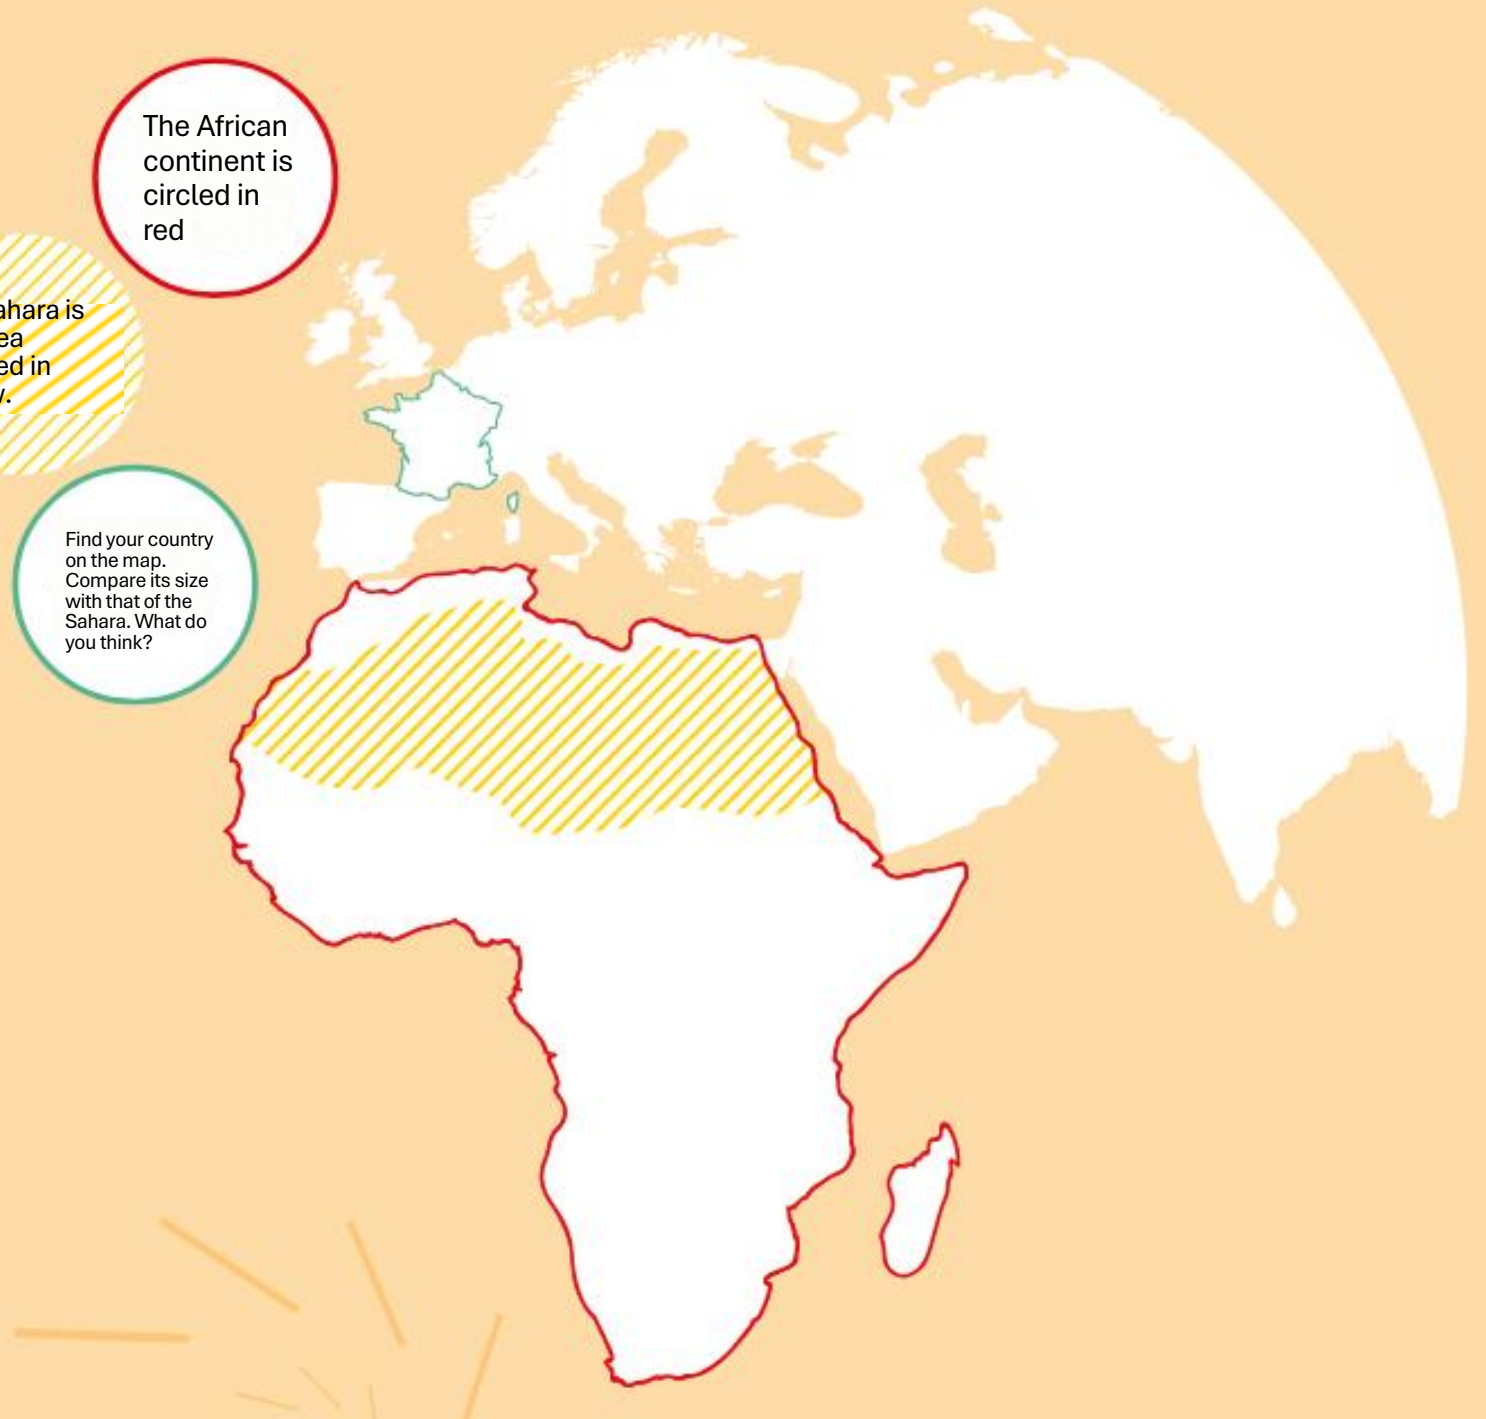 The African
continent is
circled in
red
ahara is
ea
ed in
.
Find your country
on the map.
Compare its size
with that of the
Sahara. What do
you think?